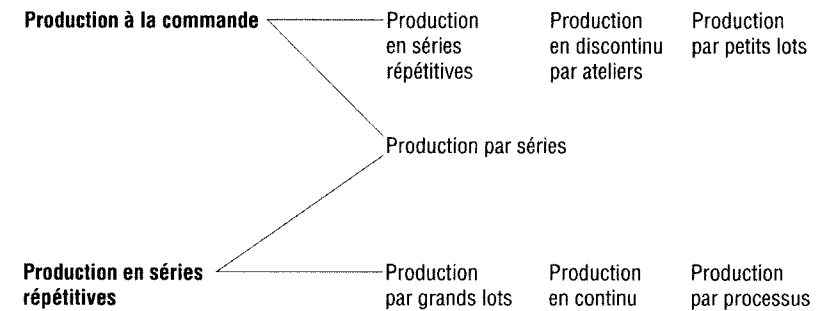 Production à la commande
Production
en séries
répétitives
Production
en discontinu
par ateliers
Production
par petits lots
Production par séries
Production en séries
répétitives
Production
par grands lots
Production
en continu
Production
par processus